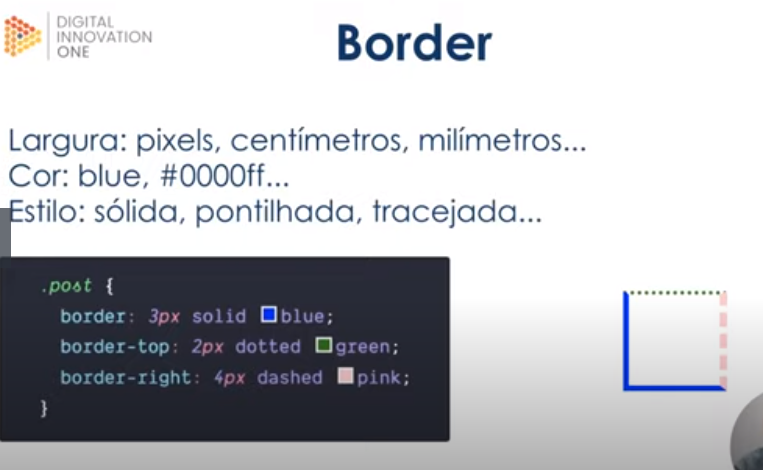 DIGITAL
INNOVATION
ONE
Border
Largura: pixels, centímetros, milímetros...
Cor: blue, #0000ff...
Estilo: sólida, pontilhada, tracejada...
.post {
border: 3px solid blue;
border-top: 2px dotted green;
border-right: 4px dashed pink;
}